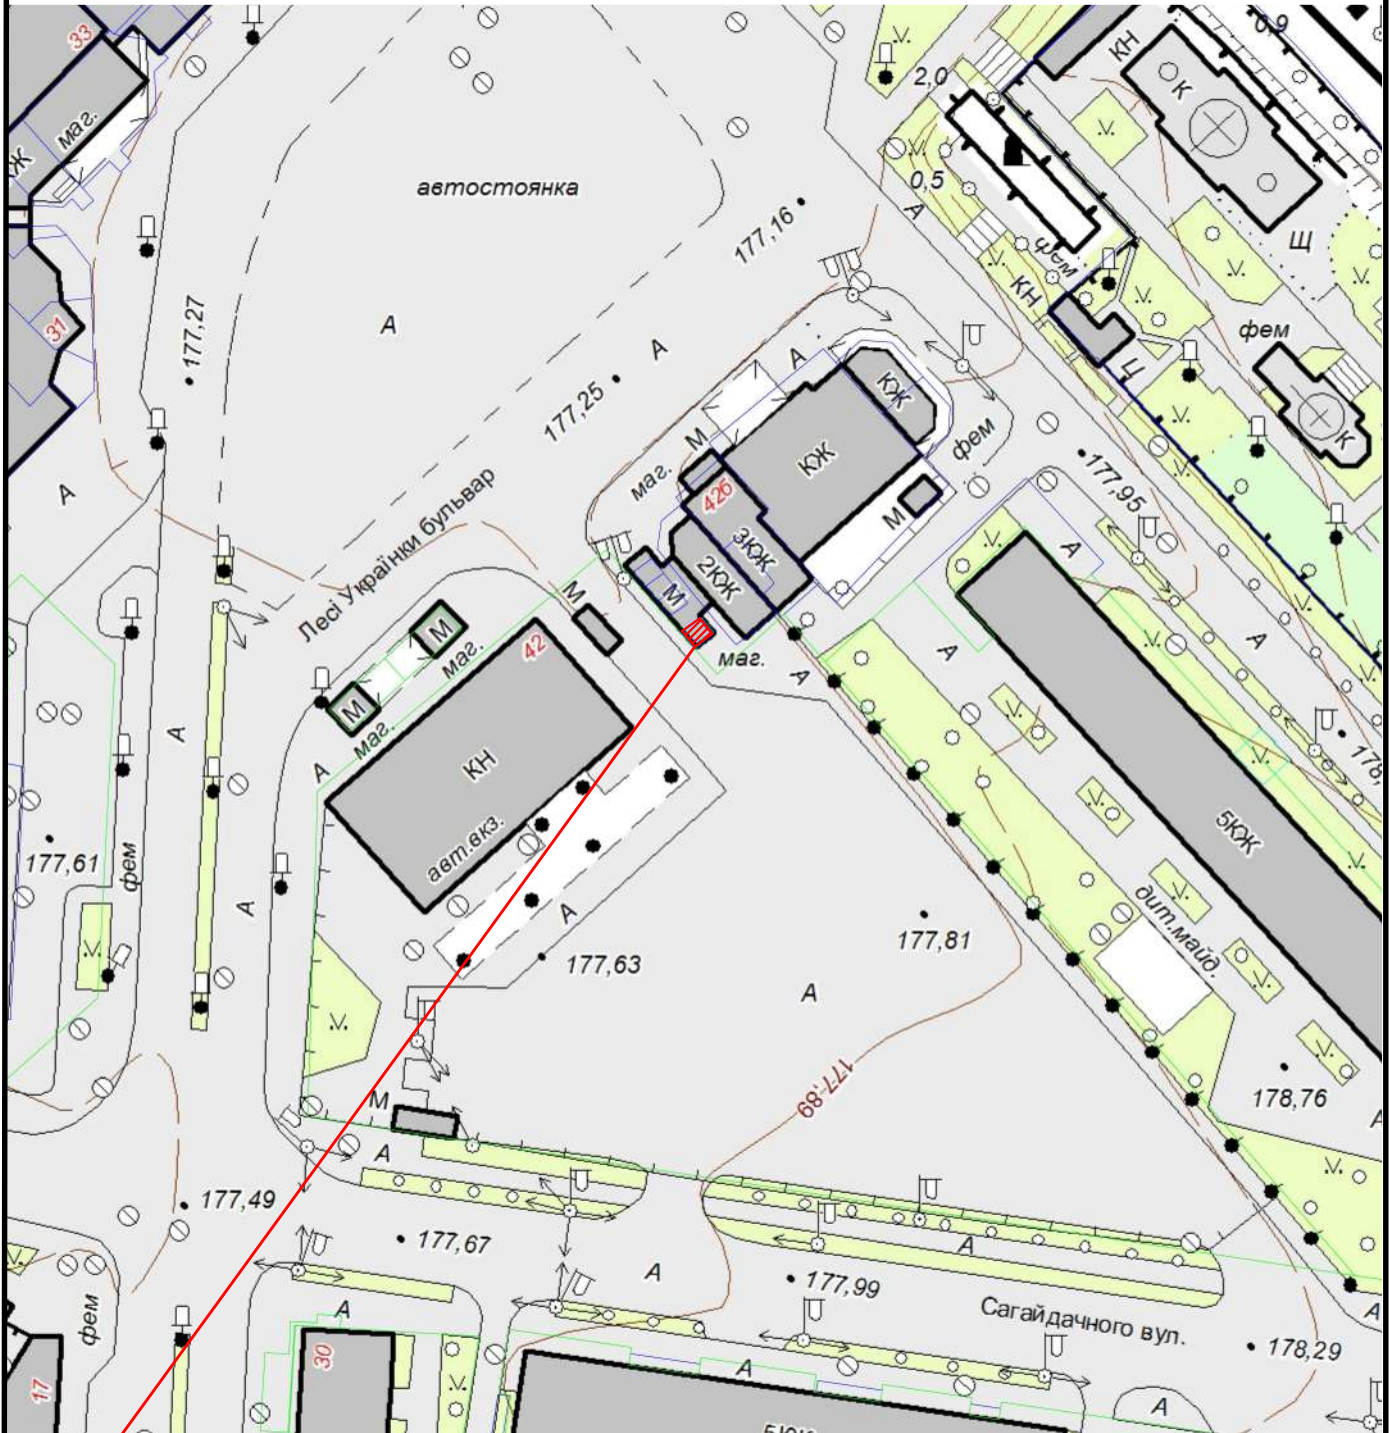 33
маг.
КЖ
31
автостоянка
А
177,27
А
177,16
А
177,25
2,0
0,5
А
КН
К
0,9
Щ
фем
КН
Щ
фем
К
А
КЖ
КЖ
М
маг.
42б
3КЖ
2КЖ
М
М
фем
177,95
маг.
А
А
А
А
Лесі Українки бульвар
М
42
М
маг.
М
маг.
А
КН
авт.вкз.
А
А
А
177,61
фем
177,63
177,81
А
5КЖ
дит.майд.
178,76
А
177,89
М
А
177,49
177,67
А
177,99
А
Сагайдачного вул.
178,29
А
фем
17
А
30
А
А